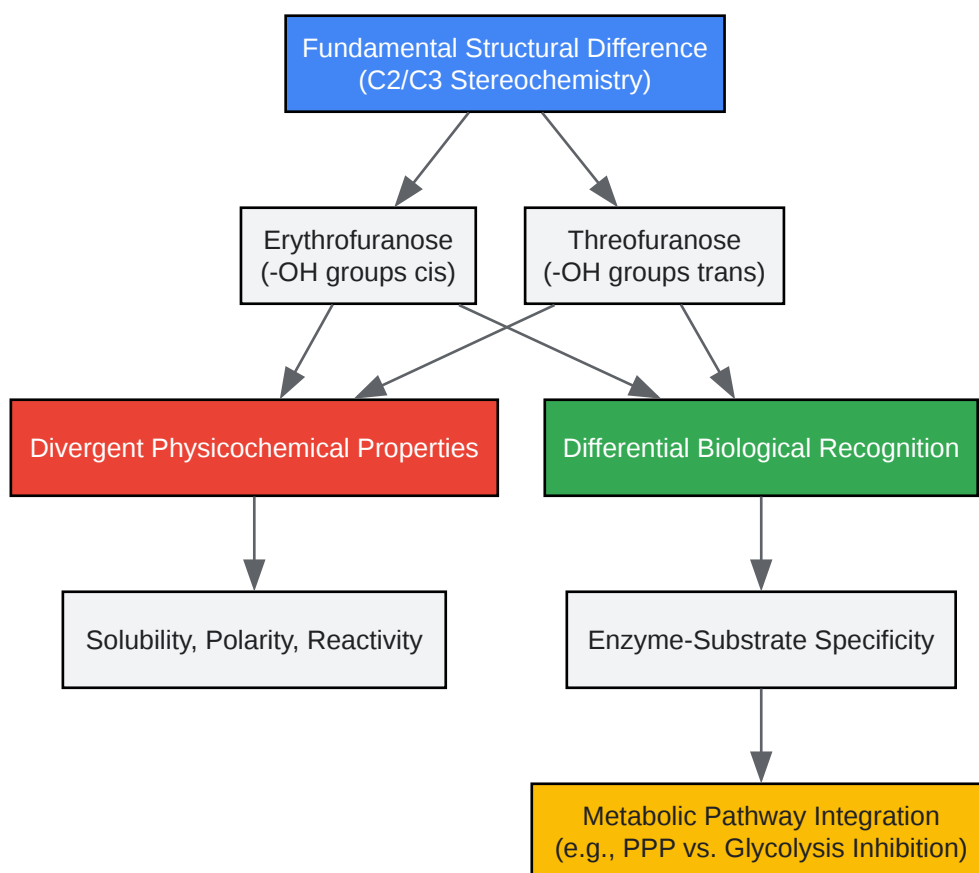 Fundamental Structural Difference
(C2/C3 Stereochemistry)
Erythrofuranose
(-OH groups cis)
Threofuranose
(-OH groups trans)
Divergent Physicochemical Properties
Differential Biological Recognition
Solubility, Polarity, Reactivity
Enzyme-Substrate Specificity
Metabolic Pathway Integration
(e.g., PPP vs. Glycolysis Inhibition)